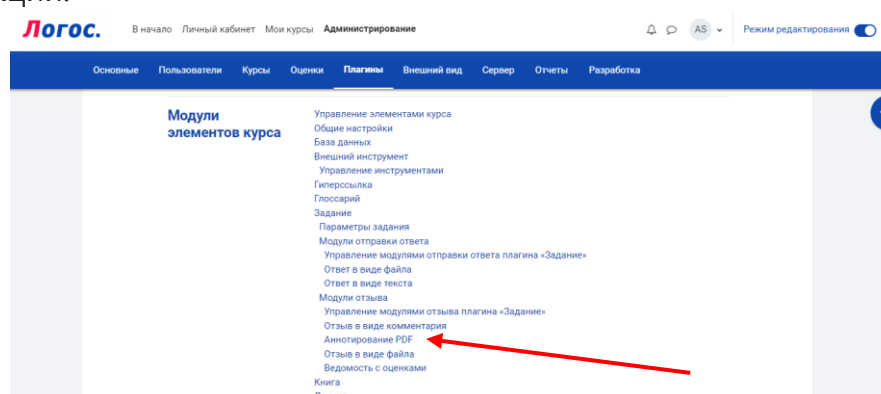 Логос.
В начало Личный кабинет Мои курсы Администрирование AS Режим редактирования
Основные Пользователи Курсы Оценки Плагины Внешний вид Сервер Отчеты Разработка
Модули
элементов курса
Управление элементами курса
Общие настройки
База данных
Внешний инструмент
Управление инструментами
Гиперссылка
Глоссарий
Задание
Параметры задания
Модули отправки ответа
Управление модулями отправки ответа плагина «Задание»
Ответ в виде файла
Ответ в виде текста
Модули отзыва
Управление модулями отзыва плагина «Задание»
Отзыв в виде комментария
Аннотирование PDF
Отзыв в виде файла
Ведомость с оценками
Книга